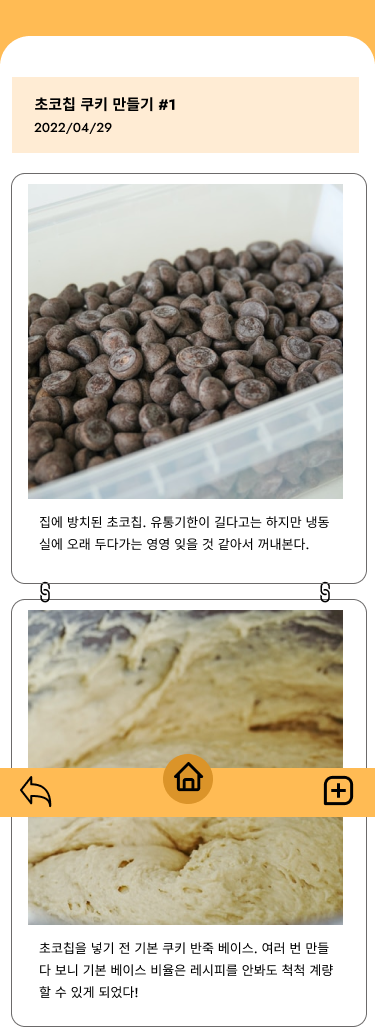 초코칩 쿠키 만들기 #1
2022/04/29
집에 방치된 초코칩. 유통기한이 길다고는 하지만 냉동
실에 오래 두다가는 영영 잊을 것 같아서 꺼내본다.
초코칩을 넣기 전 기본 쿠키 반죽 베이스. 여러 번 만들
다 보니 기본 베이스 비율은 레시피를 안봐도 척척 계량
할 수 있게 되었다!